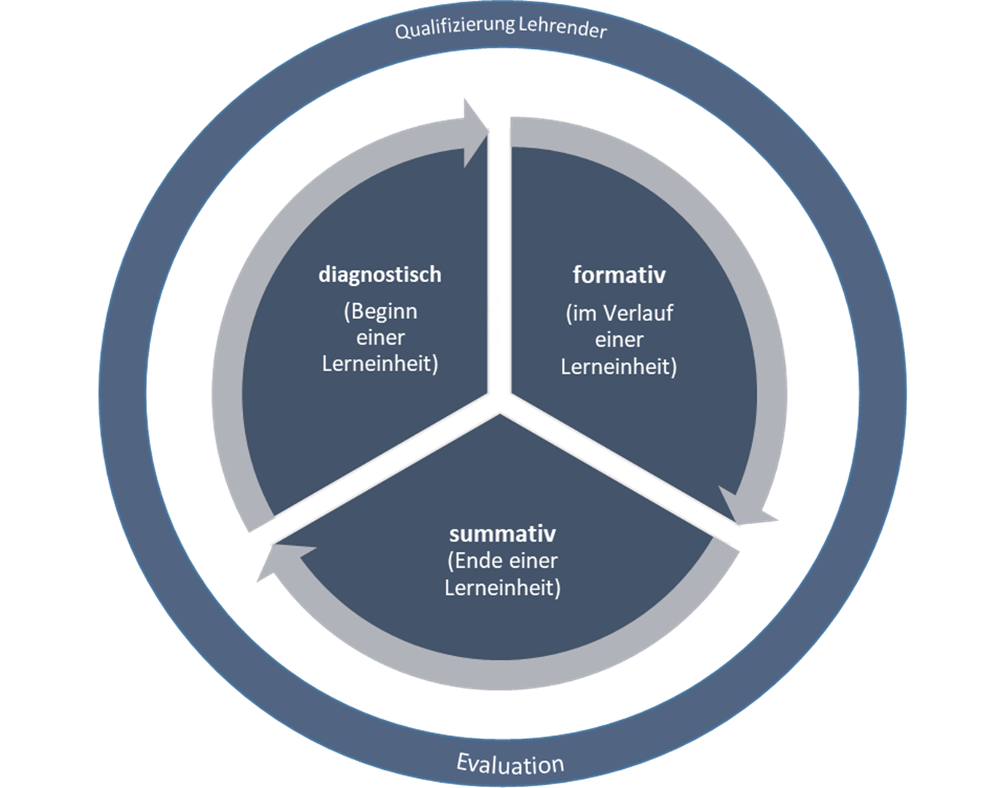 Qualifizierung Lehrender
diagnostisch
(Beginn
einer
Lerneinheit)
formativ
(im Verlauf
einer
Lerneinheit)
summativ
(Ende einer
Lerneinheit)
Evaluation